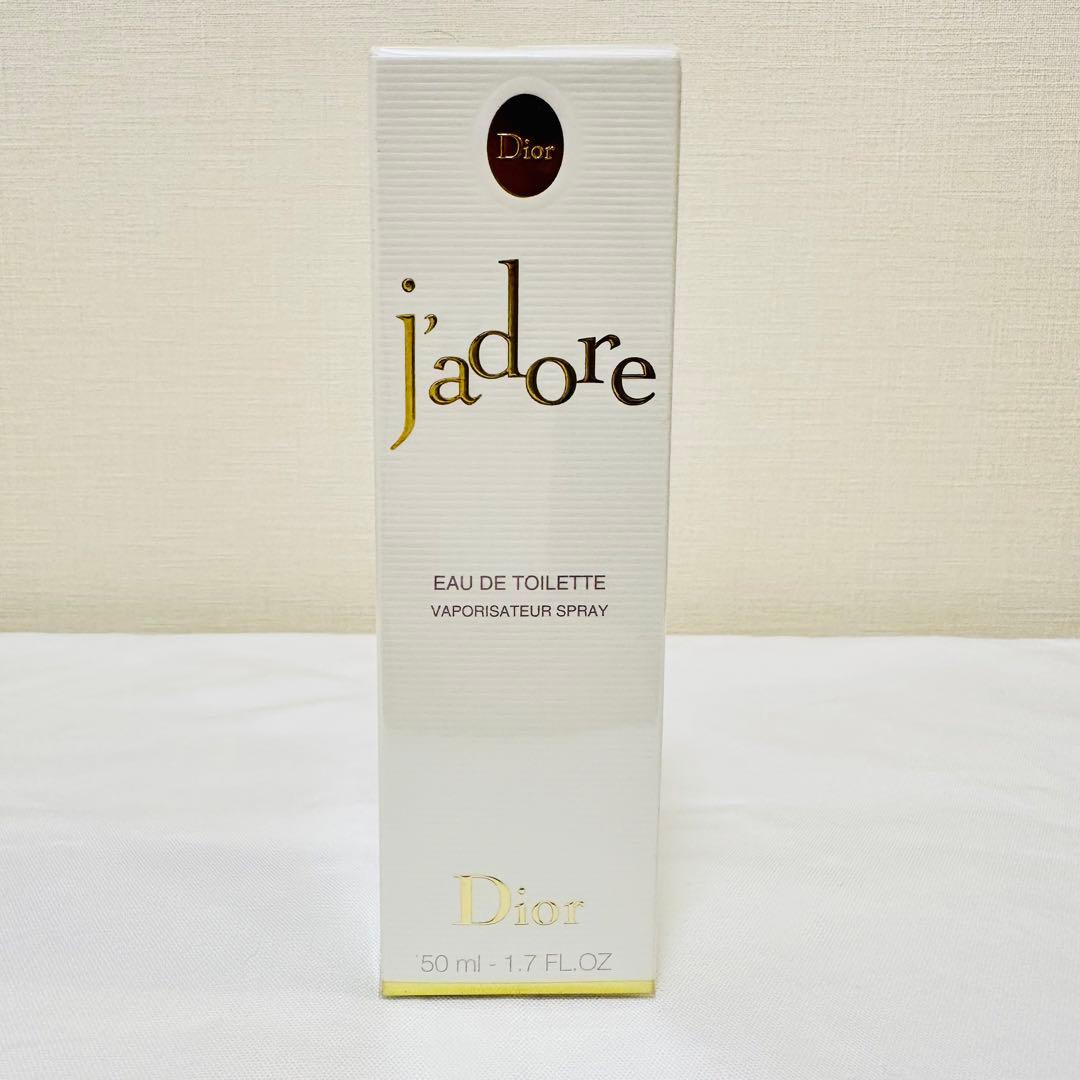 Dior
j'adore
EAU DE TOILETTE
VAPORISATEUR SPRAY
Dior
50 ml - 1.7 FL.OZ